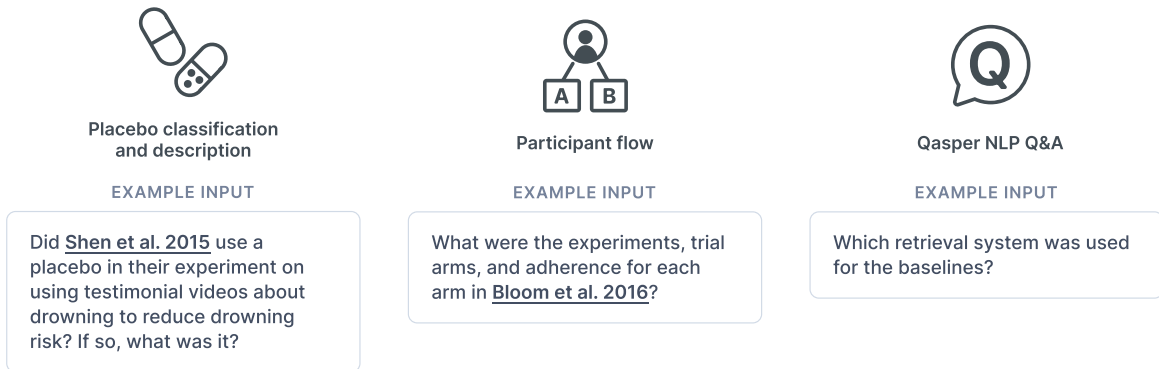 Placebo classification
and description
EXAMPLE INPUT
Did Shen et al. 2015 use a
placebo in their experiment on
using testimonial videos about
drowning to reduce drowning
risk? If so, what was it?
A B
Participant flow
EXAMPLE INPUT
What were the experiments, trial
arms, and adherence for each
arm in Bloom et al. 2016?
Q
Qasper NLP Q&A
EXAMPLE INPUT
Which retrieval system was used
for the baselines?